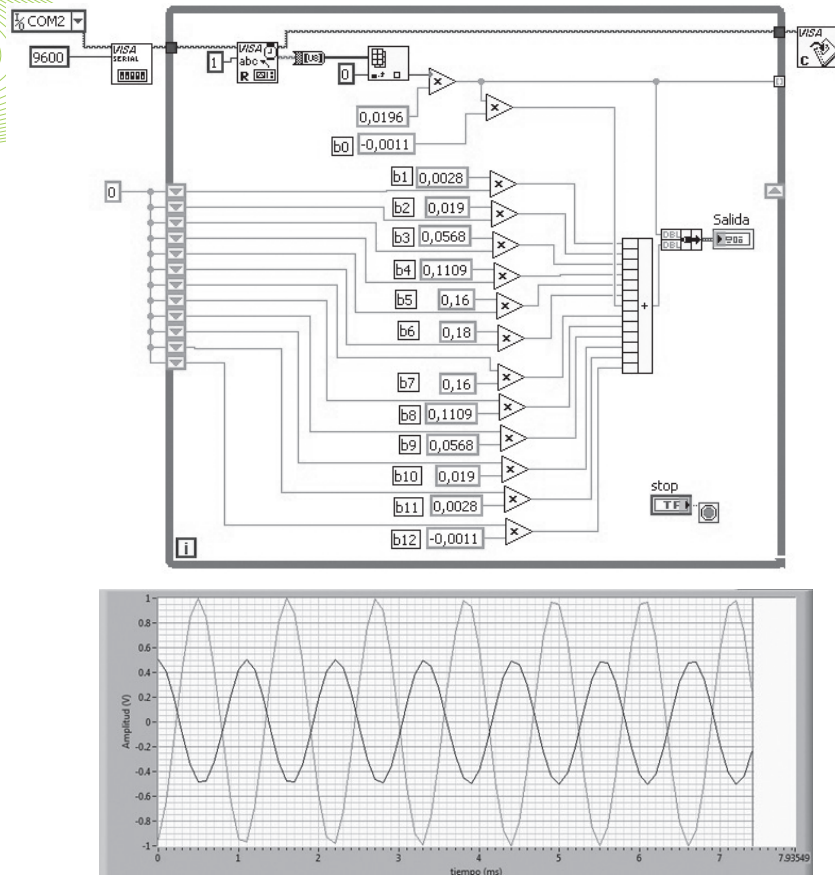 I/O COM2
VISA SERIAL
9600
1
VISA abc R
[U8]
0
VISA C
×
0,0196
×
b0 -0,0011
0
b1 0,0028 ×
b2 0,019 ×
b3 0,0568 ×
b4 0,1109 ×
b5 0,16 ×
b6 0,18 ×
b7 0,16 ×
b8 0,1109 ×
b9 0,0568 ×
b10 0,019 ×
b11 0,0028 ×
b12 -0,0011 ×
+
DBL
DBL
Salida
stop
TF
i
Amplitud (V)
1
0.8
0.6
0.4
0.2
0
-0.2
-0.4
-0.6
-0.8
-1
0 1 2 3 4 5 6 7 7.93549
tiempo (ms)